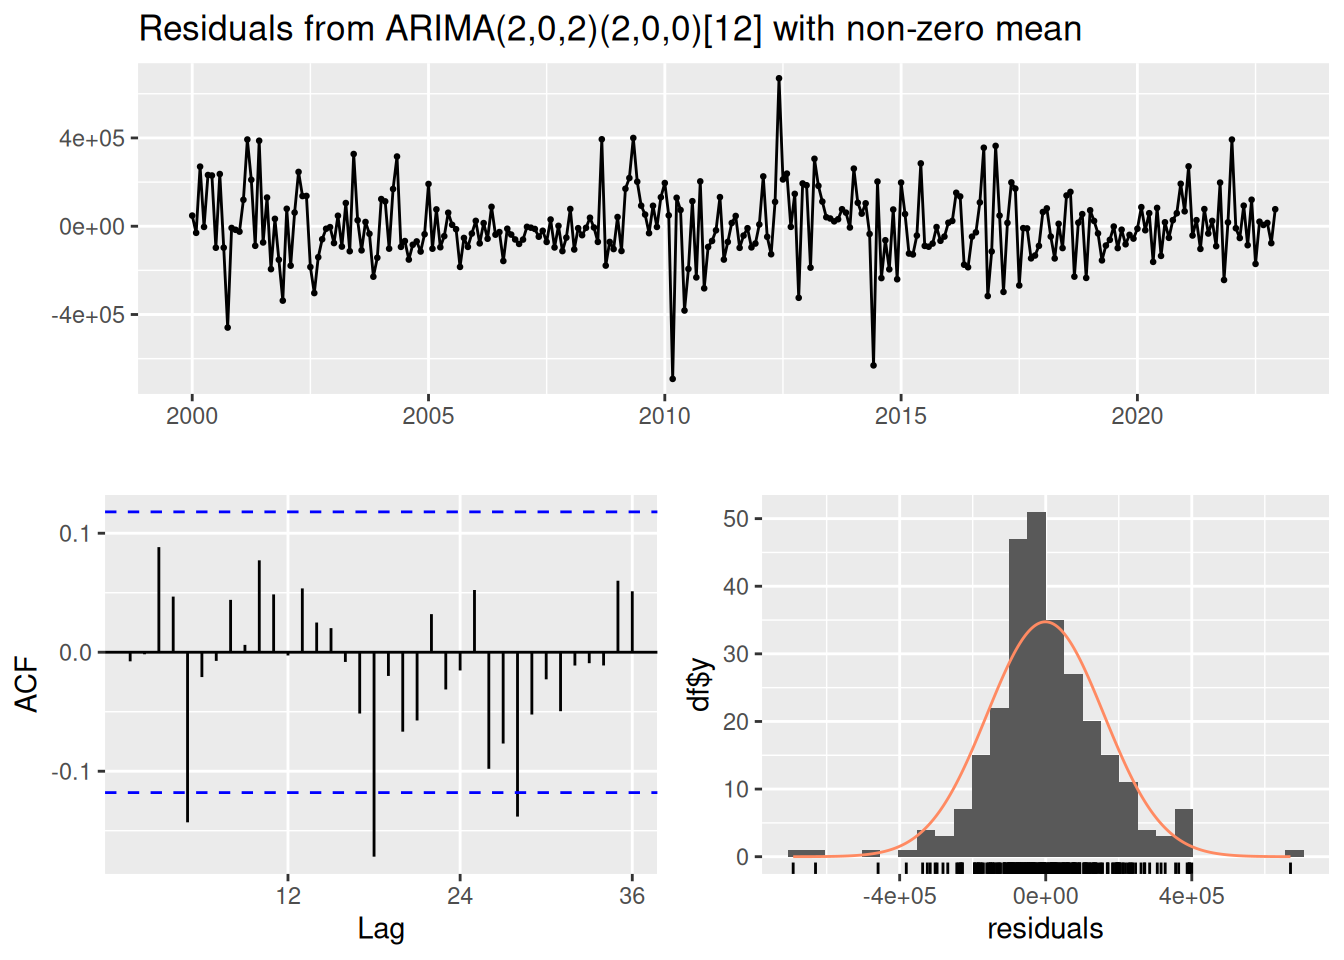 Residuals from ARIMA(2,0,2)(2,0,0)[12] with non-zero mean
4e+05
0e+00
-4e+05
2000 2005 2010 2015 2020
ACF
0.1
0.0
-0.1
12 24 36
Lag
df$y
50
40
30
20
10
0
-4e+05 0e+00 4e+05
residuals